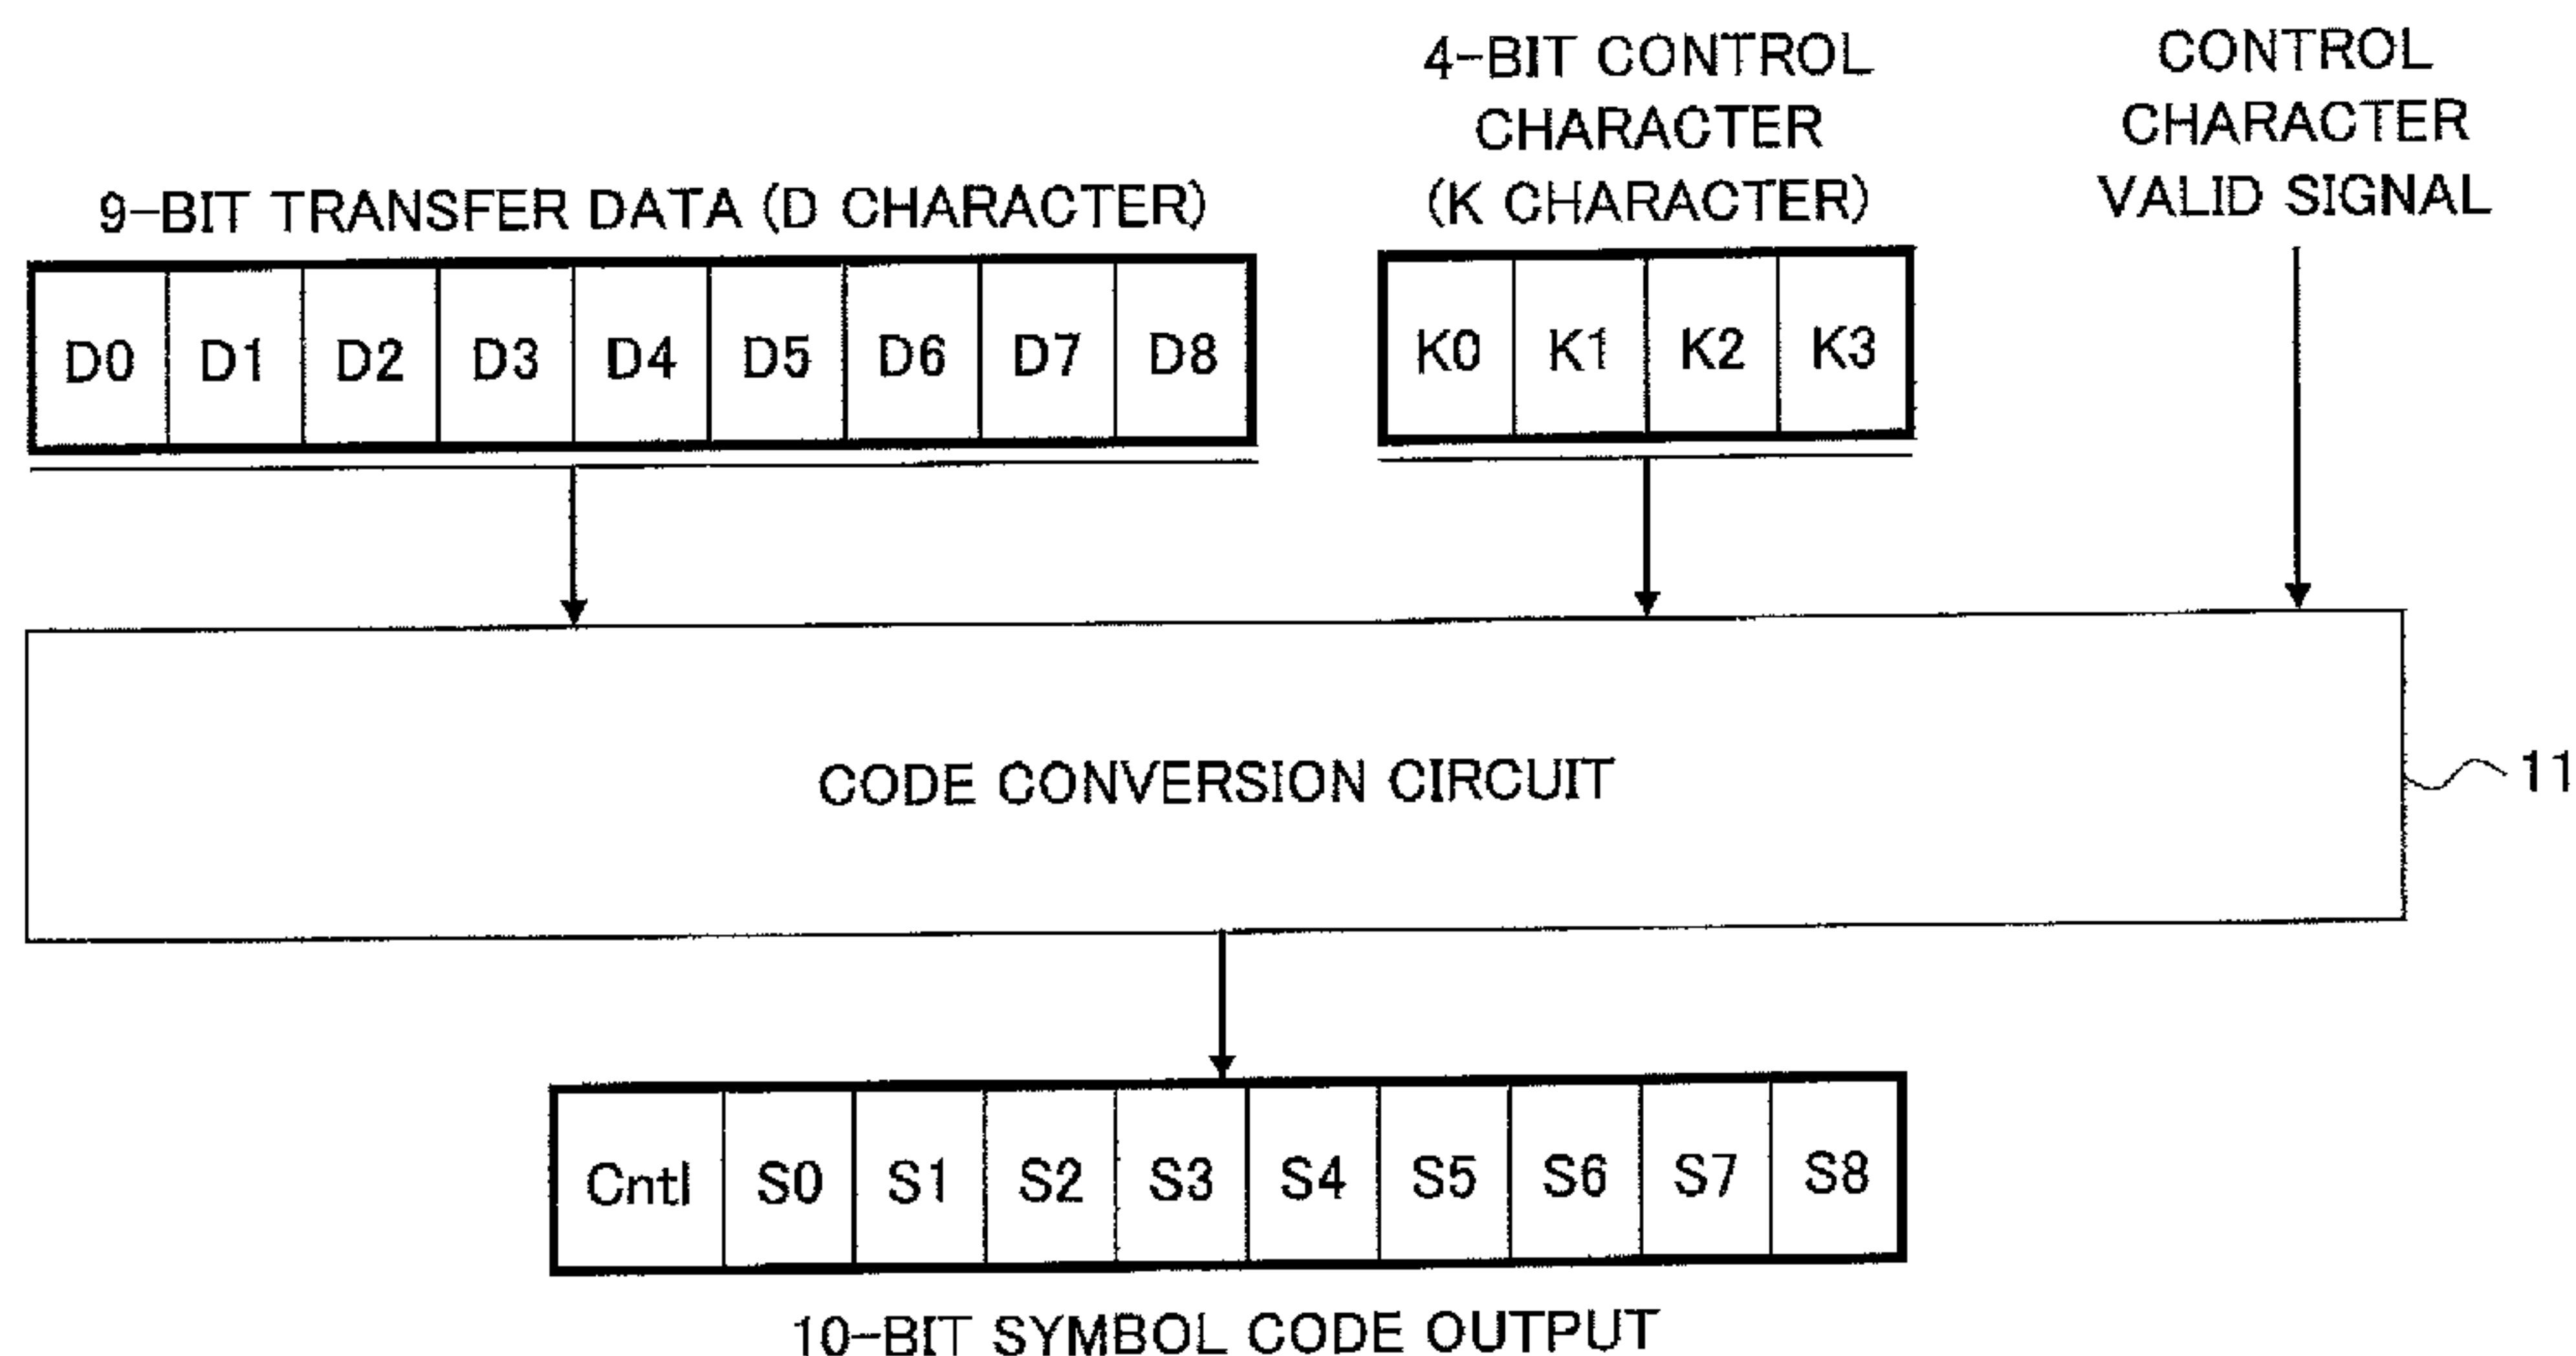 4-BIT CONTROL
CHARACTER
(K CHARACTER)
CONTROL
CHARACTER
VALID SIGNAL
9-BIT TRANSFER DATA (D CHARACTER)
D0 D1 D2 D3 D4 D5 D6 D7 D8
K0 K1 K2 K3
CODE CONVERSION CIRCUIT
11
Cntl S0 S1 S2 S3 S4 S5 S6 S7 S8
10-BIT SYMBOL CODE OUTPUT